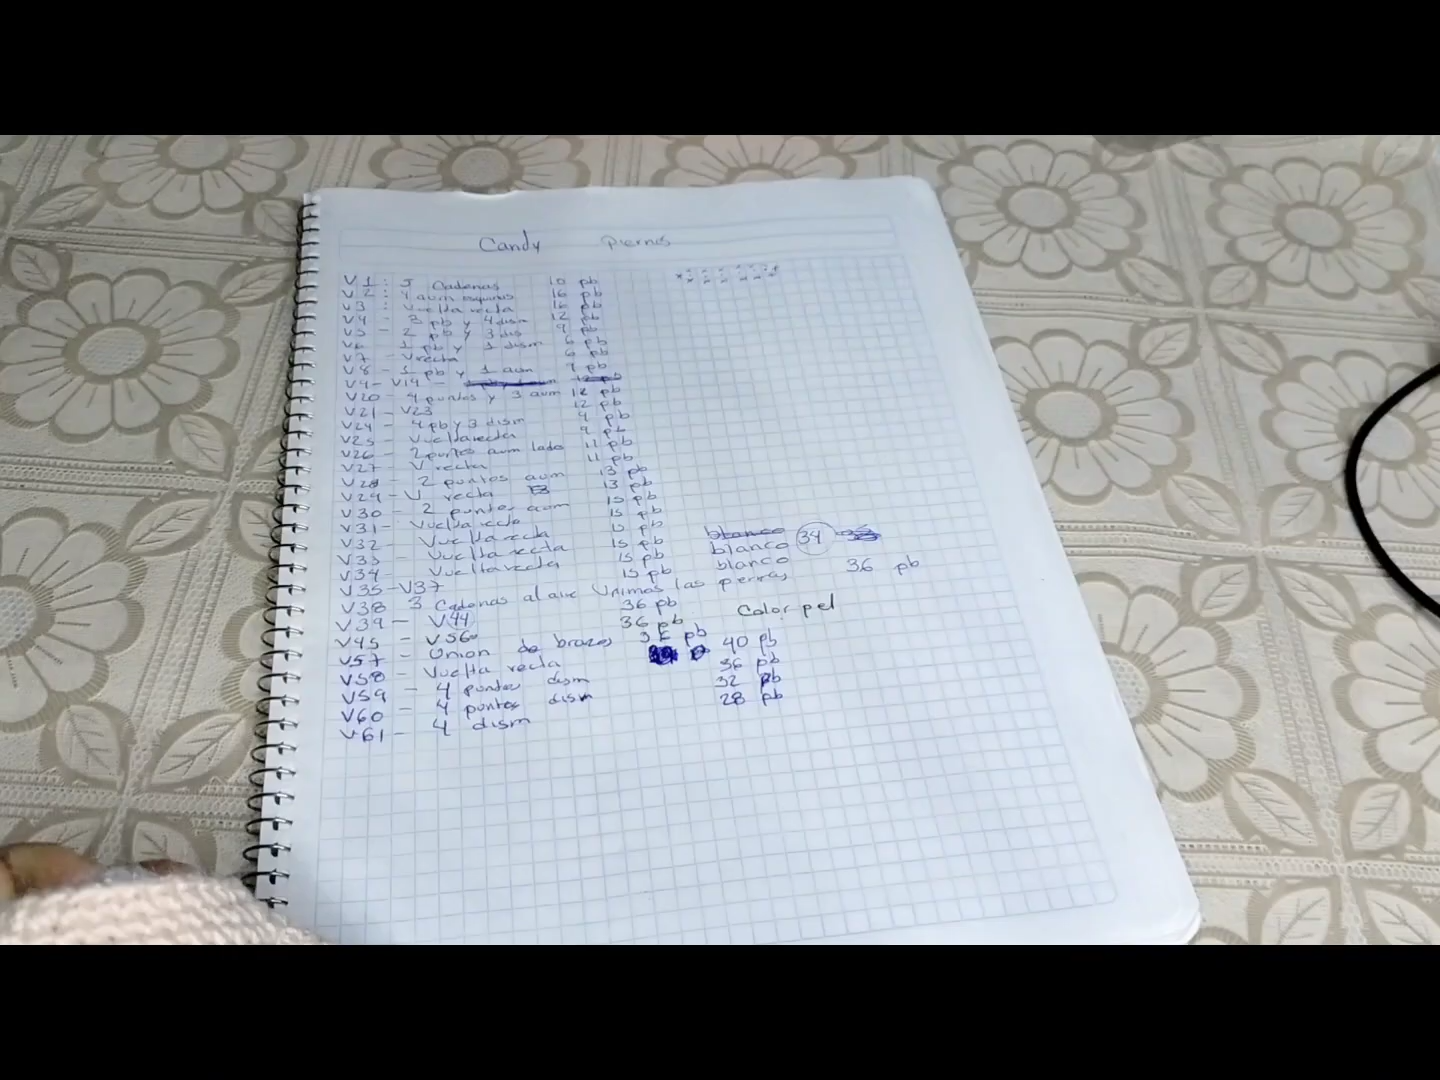 Candy Piernas
V1: 5 Cadenas 10 pb
V2: 4 aum esquinas 16 pb
V3: Vuelta recta 16 pb
V4 - 3 pb y 4 dism 12 pb
V5 - 2 pb y 3 dis 9 pb
V6 - 1 pb y 1 dism 6 pb
V7 - V recta 6 pb
V8 - 1 pb y 1 aum 9 pb
V9 - V19 -
V20 - 4 puntos y 3 aum 12 pb
V21 - V23 12 pb
V24 - 4 pb y 3 dism 9 pb
V25 - Vuelta recta 9 pb
V26 - 2 puntos aum lado 11 pb
V27 - V recta 11 pb
V28 - 2 puntos aum 13 pb
V29 - V recta 13 pb
V30 - 2 puntos aum 15 pb
V31 - Vuelta recta 15 pb
V32 - Vuelta recta 15 pb blanco
V33 - Vuelta recta 15 pb blanco 34
V34 - Vuelta recta 15 pb blanco
V35 - V37 15 pb
V38 3 Cadenas al aire Unimos las piernas 36 pb
V39 - V44 36 pb
V45 - V56 36 pb Color piel
V57 - Union de brazos 36 pb
V58 - Vuelta recta 40 pb
V59 - 4 puntos dism 36 pb
V60 - 4 puntos dism 32 pb
V61 - 4 dism 28 pb